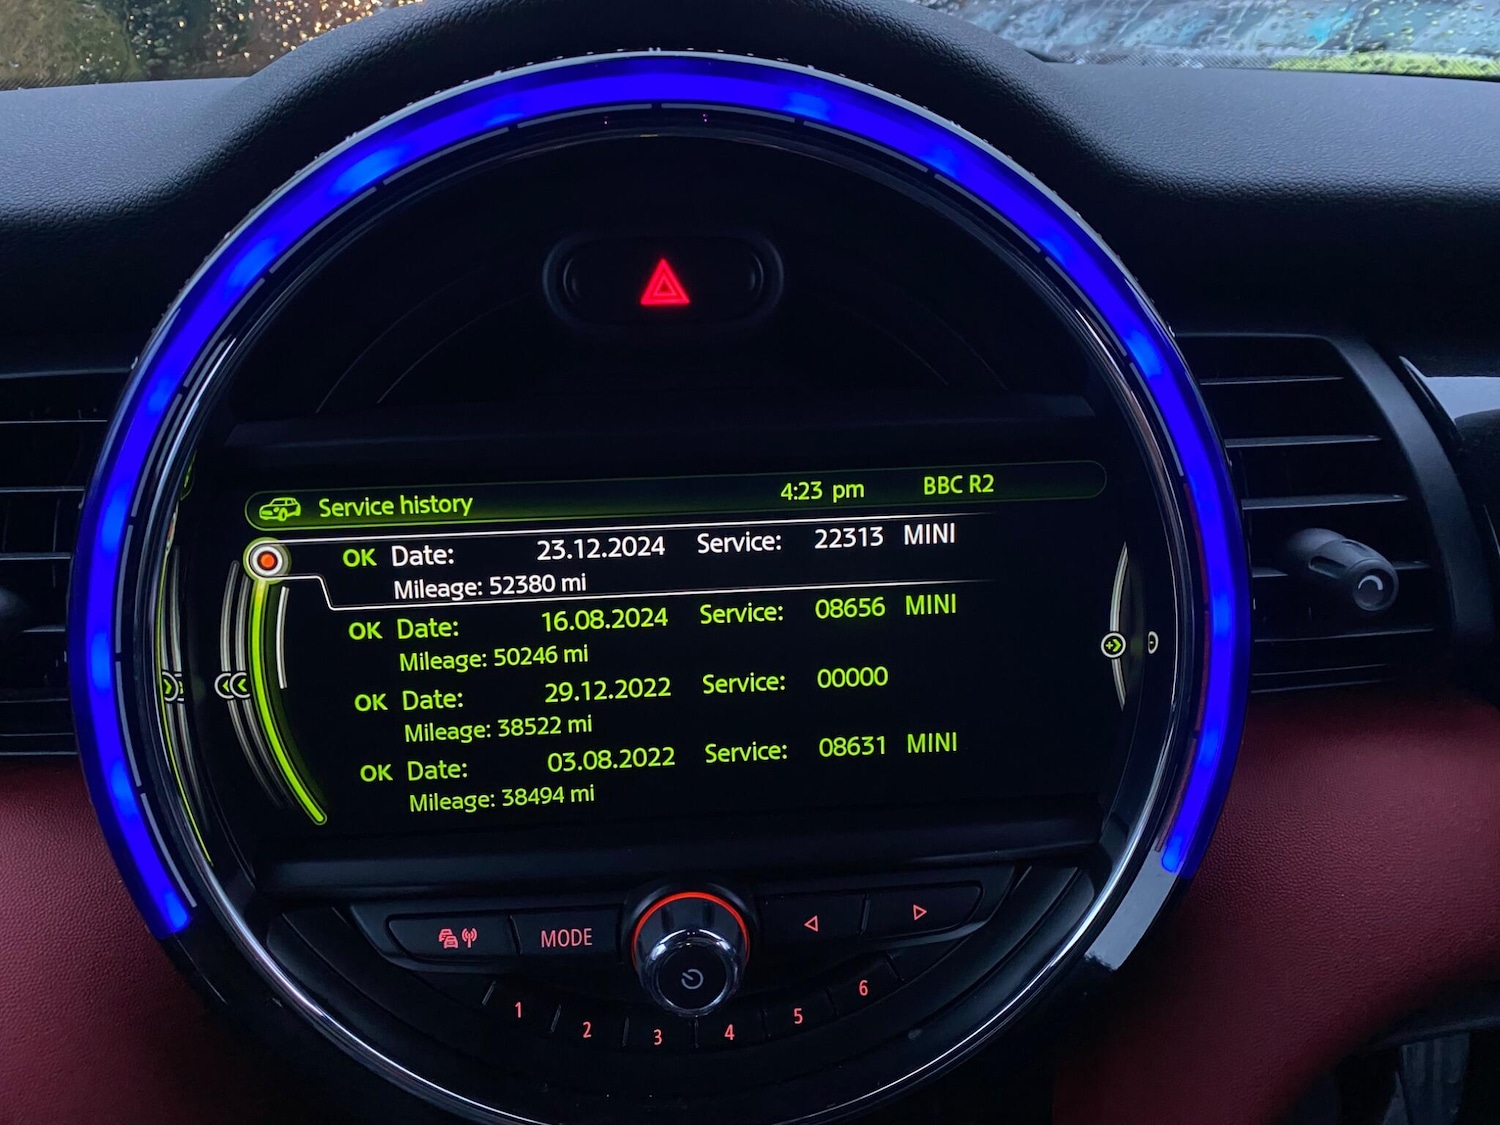 Service history 4:23 pm BBC R2
OK Date: 23.12.2024 Service: 22313 MINI
Mileage: 52380 mi
OK Date: 16.08.2024 Service: 08656 MINI
Mileage: 50246 mi
OK Date: 29.12.2022 Service: 00000
Mileage: 38522 mi
OK Date: 03.08.2022 Service: 08631 MINI
Mileage: 38494 mi
MODE
1 2 3 4 5 6